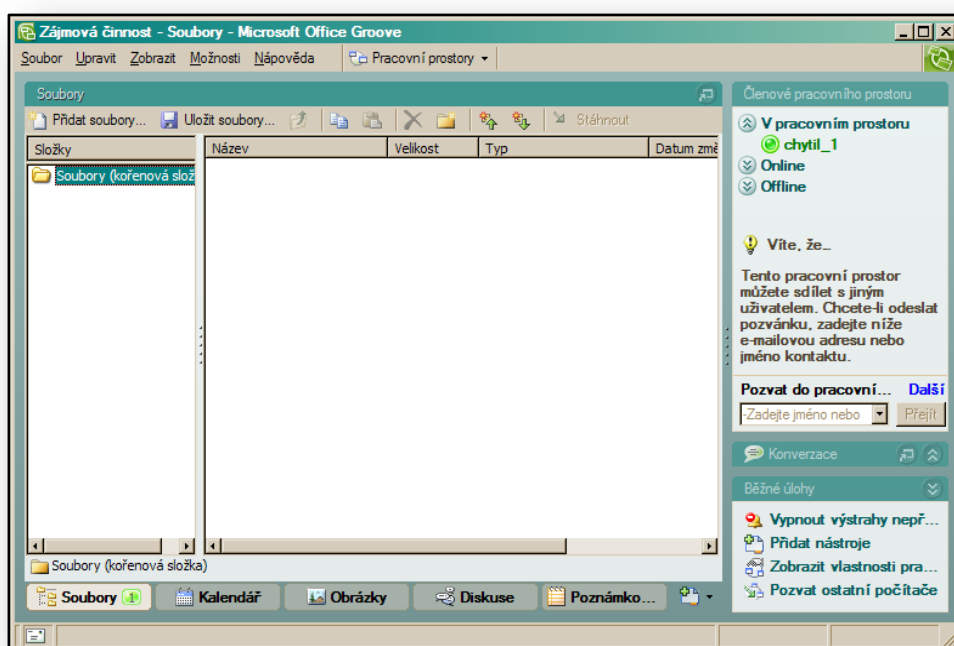 Zájmová činnost - Soubory - Microsoft Office Groove
Soubor Upravit Zobrazit Možnosti Nápověda Pracovní prostory
Soubory
Přidat soubory... Uložit soubory... Stáhnout
Složky
Název Velikost Typ Datum změ
Soubory (kořenová slož
Soubory (kořenová složka)
Soubory 1 Kalendář Obrázky Diskuse Poznámko...
Členové pracovního prostoru
V pracovním prostoru
chytil_1
Online
Offline
Víte, že...
Tento pracovní prostor
můžete sdílet s jiným
uživatelem. Chcete-li odeslat
pozvánku, zadejte níže
e-mailovou adresu nebo
jméno kontaktu.
Pozvat do pracovní... Další
-Zadejte jméno nebo Přejít
Konverzace
Běžné úlohy
Vypnout výstrahy nepř...
Přidat nástroje
Zobrazit vlastnosti pra...
Pozvat ostatní počítače